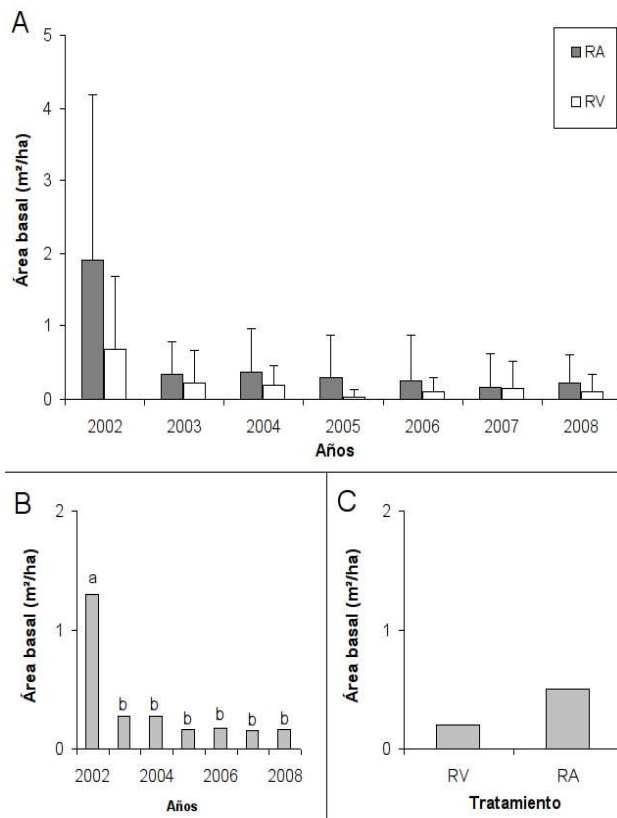 A
5
4
3
2
1
0
Área basal (m²/ha)
RA
RV
2002 2003 2004 2005 2006 2007 2008
Años
B
2
1
0
Área basal (m²/ha)
a
b b b b b b
2002 2004 2006 2008
Años
C
2
1
0
Área basal (m²/ha)
RV RA
Tratamiento